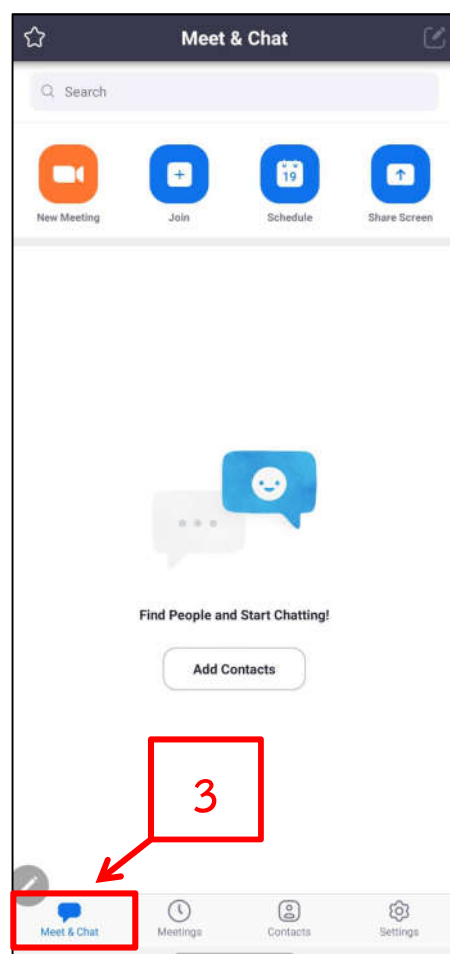 Meet & Chat
Search
19
New Meeting
Join
Schedule
Share Screen
Find People and Start Chatting!
Add Contacts
3
Meet & Chat
Meetings
Contacts
Settings